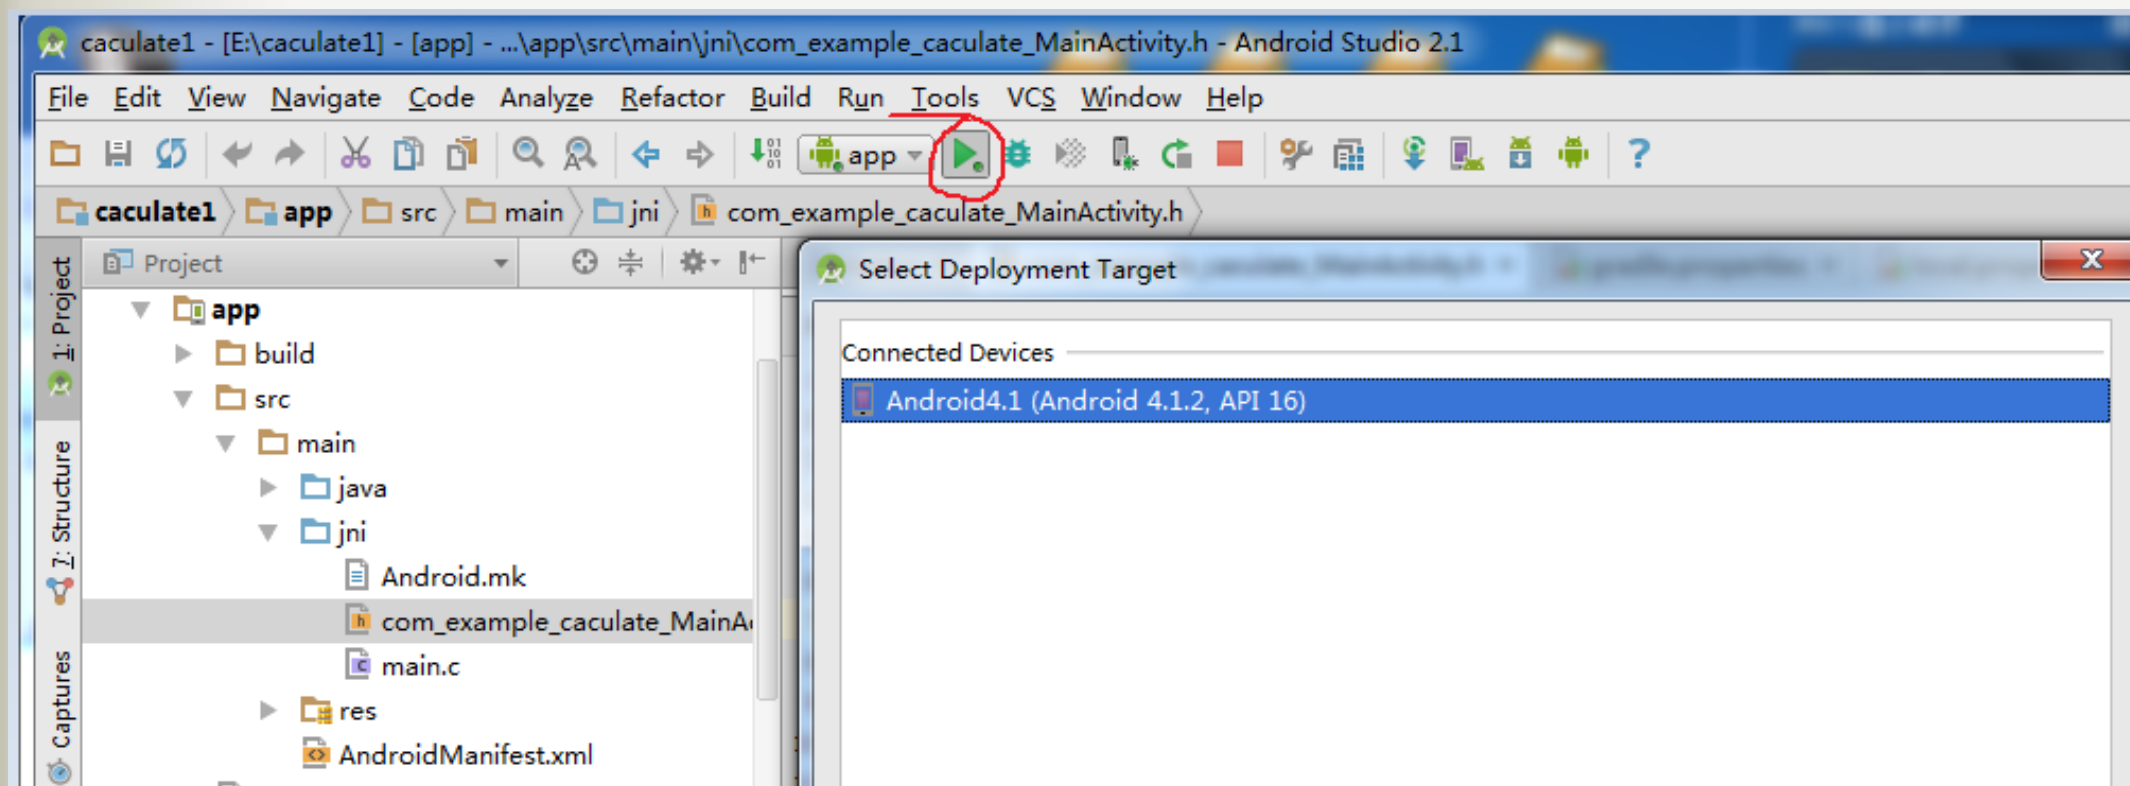 caculate1 - [E:\caculate1] - [app] - ...\app\src\main\jni\com_example_caculate_MainActivity.h - Android Studio 2.1
File Edit View Navigate Code Analyze Refactor Build Run Tools VCS Window Help
app
?
caculate1 app src main jni com_example_caculate_MainActivity.h
1: Project
7: Structure
Captures
Project
app
build
src
main
java
jni
Android.mk
com_example_caculate_MainA
main.c
res
AndroidManifest.xml
Select Deployment Target
Connected Devices
Android4.1 (Android 4.1.2, API 16)